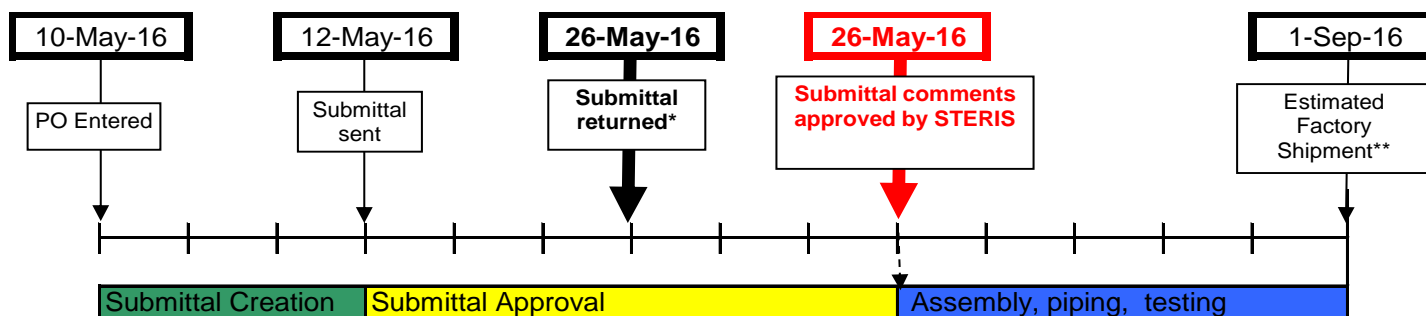 10-May-16
12-May-16
26-May-16
26-May-16
1-Sep-16
PO Entered
Submittal
sent
Submittal
returned*
Submittal comments
approved by STERIS
Estimated
Factory
Shipment**
Submittal Creation
Submittal Approval
Assembly, piping, testing